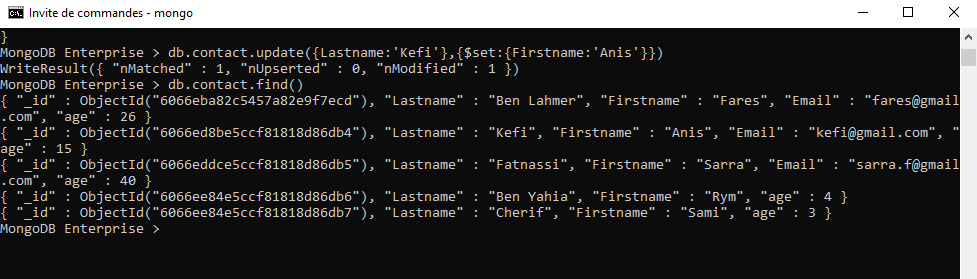 Invite de commandes - mongo
}
MongoDB Enterprise > db.contact.update({Lastname:'Kefi'},{$set:{Firstname:'Anis'}})
WriteResult({ "nMatched" : 1, "nUpserted" : 0, "nModified" : 1 })
MongoDB Enterprise > db.contact.find()
{ "_id" : ObjectId("6066eba82c5457a82e9f7ecd"), "Lastname" : "Ben Lahmer", "Firstname" : "Fares", "Email" : "fares@gmail
.com", "age" : 26 }
{ "_id" : ObjectId("6066ed8be5ccf81818d86db4"), "Lastname" : "Kefi", "Firstname" : "Anis", "Email" : "kefi@gmail.com", "
age" : 15 }
{ "_id" : ObjectId("6066eddce5ccf81818d86db5"), "Lastname" : "Fatnassi", "Firstname" : "Sarra", "Email" : "sarra.f@gmail
.com", "age" : 40 }
{ "_id" : ObjectId("6066ee84e5ccf81818d86db6"), "Lastname" : "Ben Yahia", "Firstname" : "Rym", "age" : 4 }
{ "_id" : ObjectId("6066ee84e5ccf81818d86db7"), "Lastname" : "Cherif", "Firstname" : "Sami", "age" : 3 }
MongoDB Enterprise >